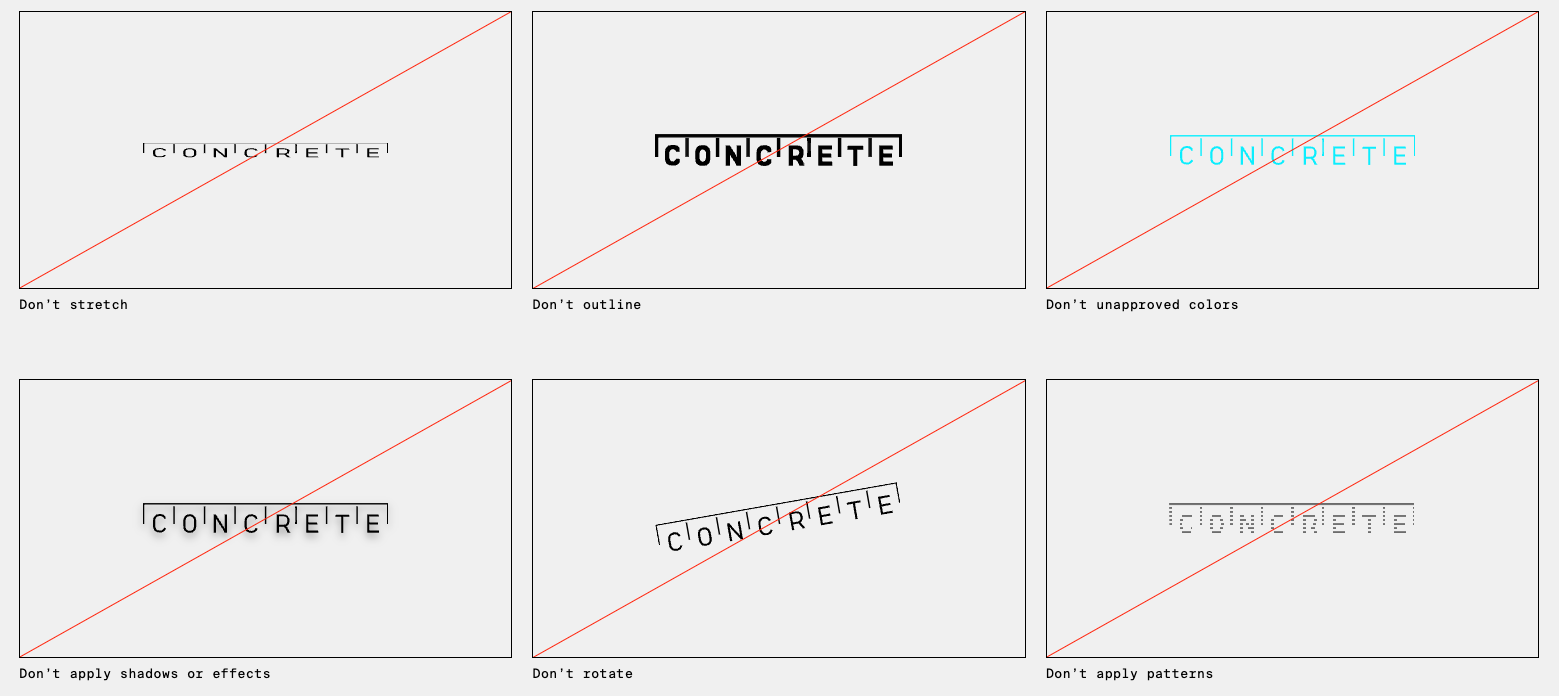 CONCRETE
CONCRETE
CONCRETE
Don't stretch
Don't outline
Don't unapproved colors
CONCRETE
CONCRETE
CONCRETE
Don't apply shadows or effects
Don't rotate
Don't apply patterns